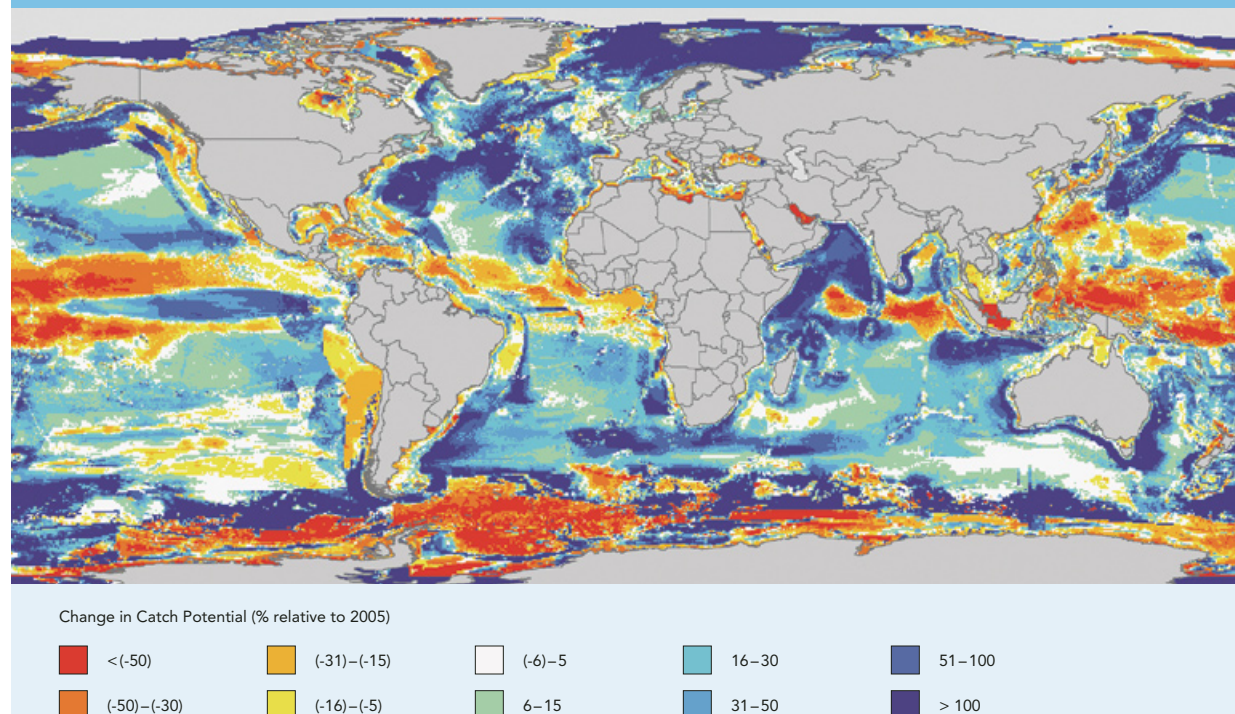 Change in Catch Potential (% relative to 2005)
<(-50) (-31)–(-15) (-6)–5 16–30 51–100
(-50)–(-30) (-16)–(-5) 6–15 31–50 > 100